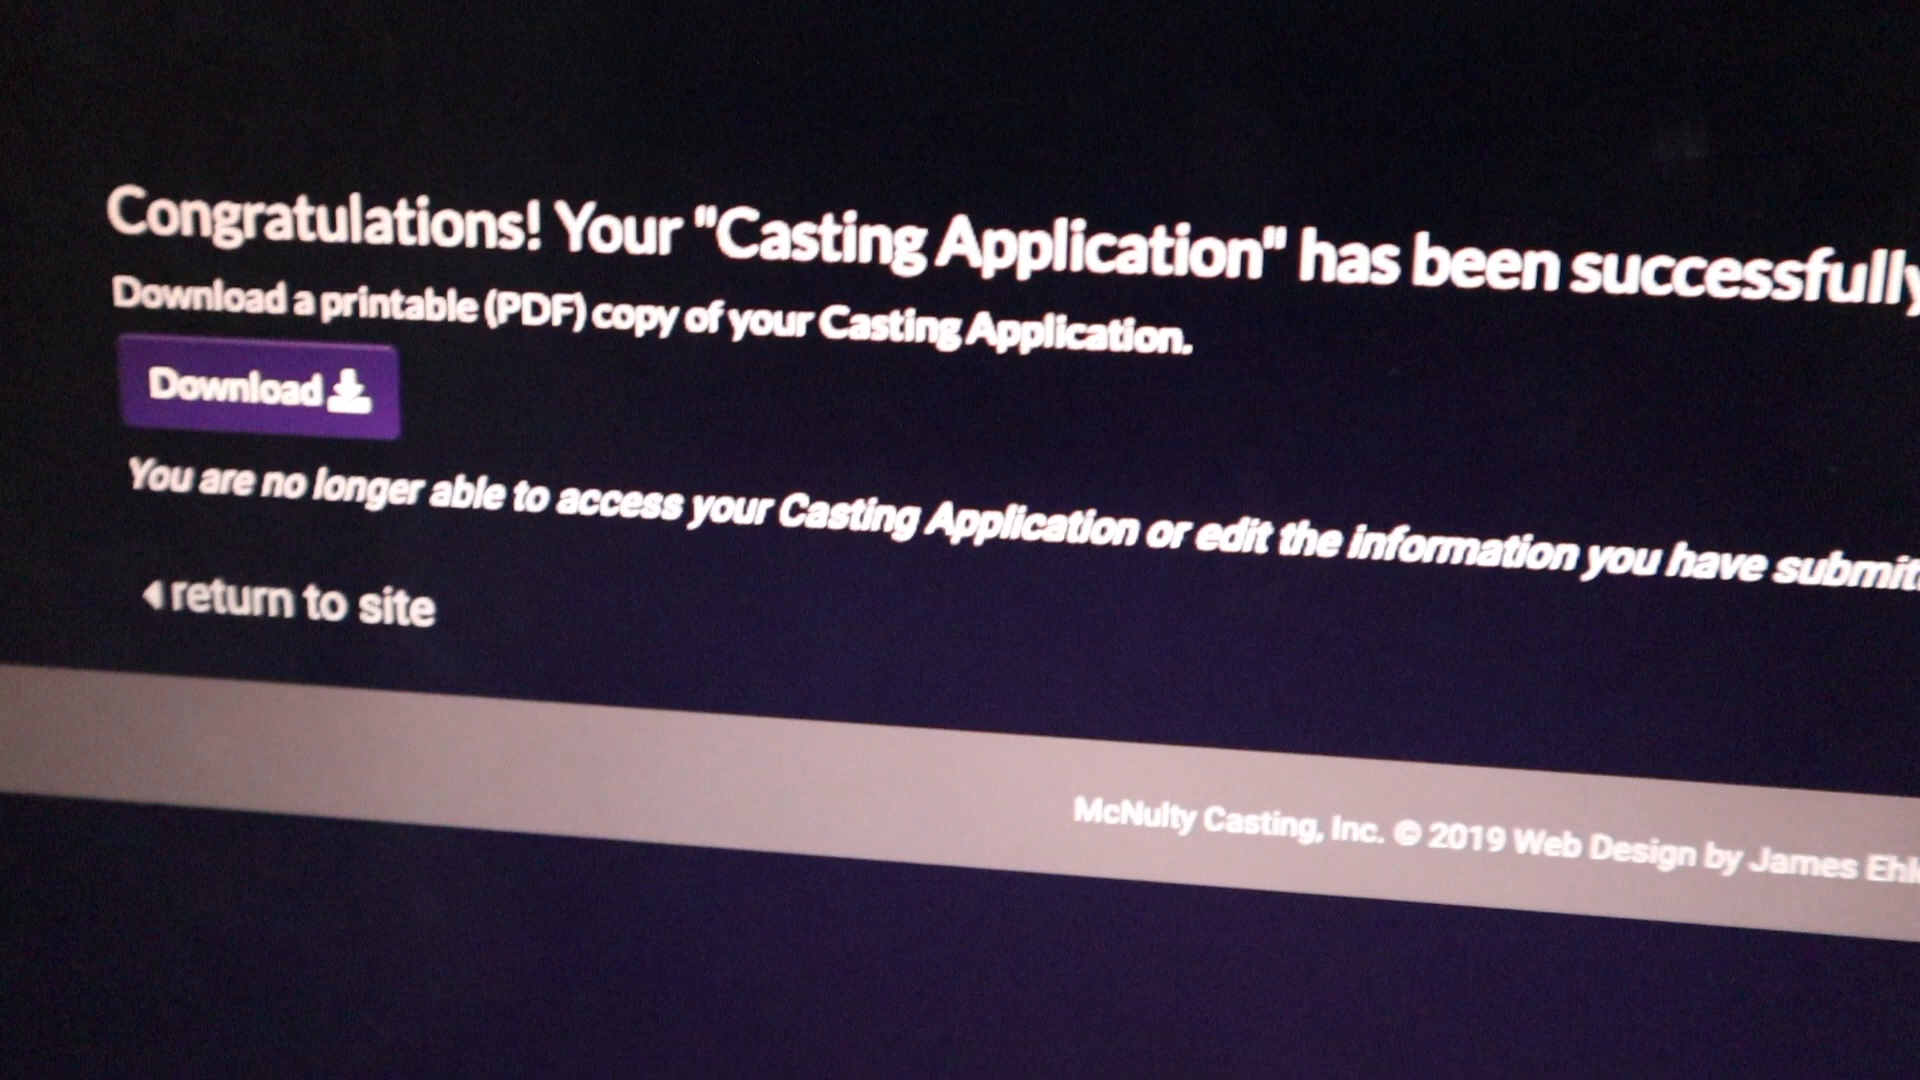 Congratulations! Your "Casting Application" has been successfully
Download a printable (PDF) copy of your Casting Application.
Download
You are no longer able to access your Casting Application or edit the information you have
return to site
McNulty Casting, Inc. © 2019 Web Design by James